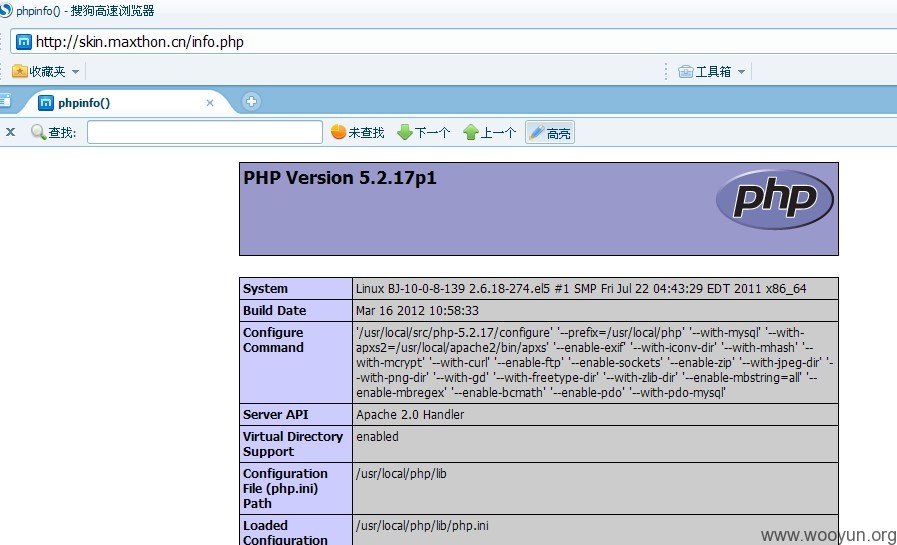 phpinfo() - 搜狗高速浏览器
http://skin.maxthon.cn/info.php
收藏夹
工具箱
phpinfo()
查找:
未查找
下一个
上一个
高亮
PHP Version 5.2.17p1
php
System
Linux BJ-10-0-8-139 2.6.18-274.el5 #1 SMP Fri Jul 22 04:43:29 EDT 2011 x86_64
Build Date
Mar 16 2012 10:58:33
Configure
Command
'/usr/local/src/php-5.2.17/configure' '--prefix=/usr/local/php' '--with-mysql' '--with-
apxs2=/usr/local/apache2/bin/apxs' '--enable-exif' '--with-iconv-dir' '--with-mhash' '--
with-mcrypt' '--with-curl' '--enable-ftp' '--enable-sockets' '--enable-zip' '--with-jpeg-dir' '-
-with-png-dir' '--with-gd' '--with-freetype-dir' '--with-zlib-dir' '--enable-mbstring=all' '--
enable-mbregex' '--enable-bcmath' '--enable-pdo' '--with-pdo-mysql'
Server API
Apache 2.0 Handler
Virtual Directory
Support
enabled
Configuration
File (php.ini)
Path
/usr/local/php/lib
Loaded
Configuration
/usr/local/php/lib/php.ini
www.wooyun.org